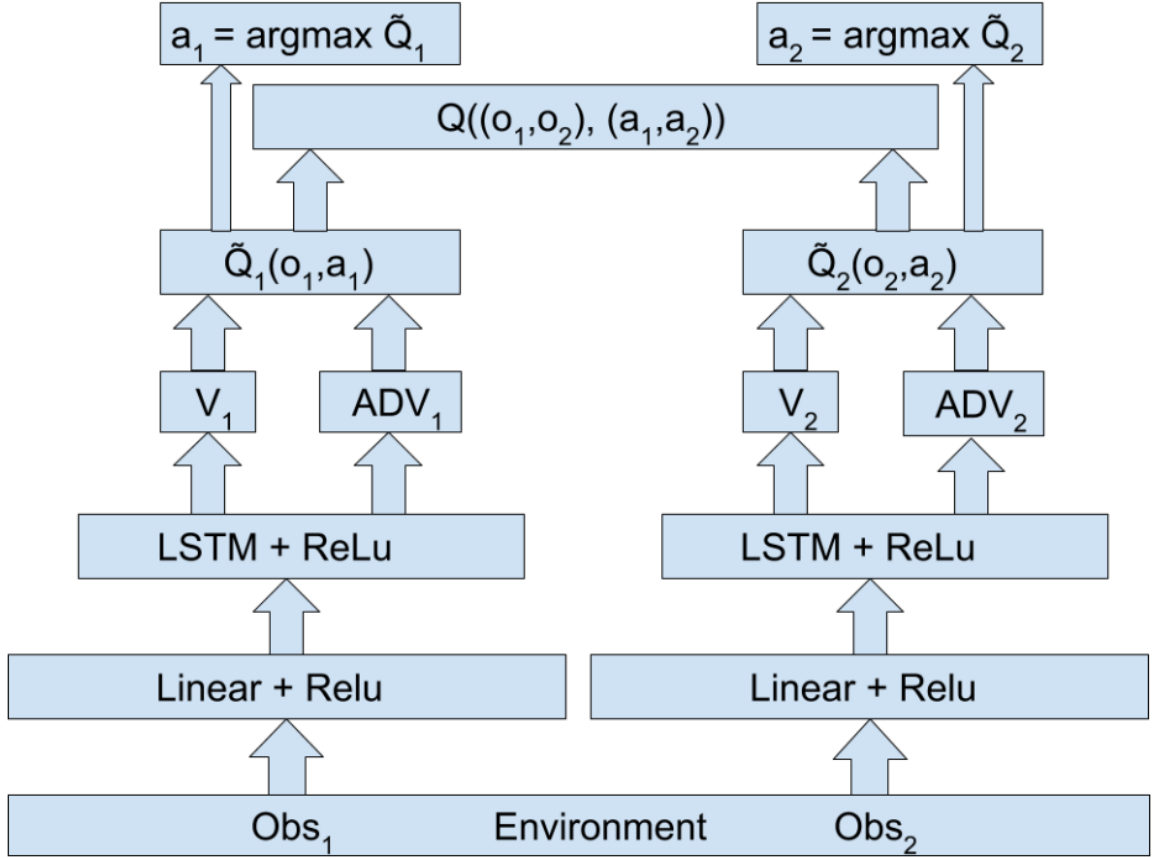 a₁ = argmax Q̃₁
a₂ = argmax Q̃₂
Q((o₁,o₂), (a₁,a₂))
Q̃₁(o₁,a₁)
Q̃₂(o₂,a₂)
V₁
ADV₁
V₂
ADV₂
LSTM + ReLu
LSTM + ReLu
Linear + Relu
Linear + Relu
Obs₁ Environment Obs₂